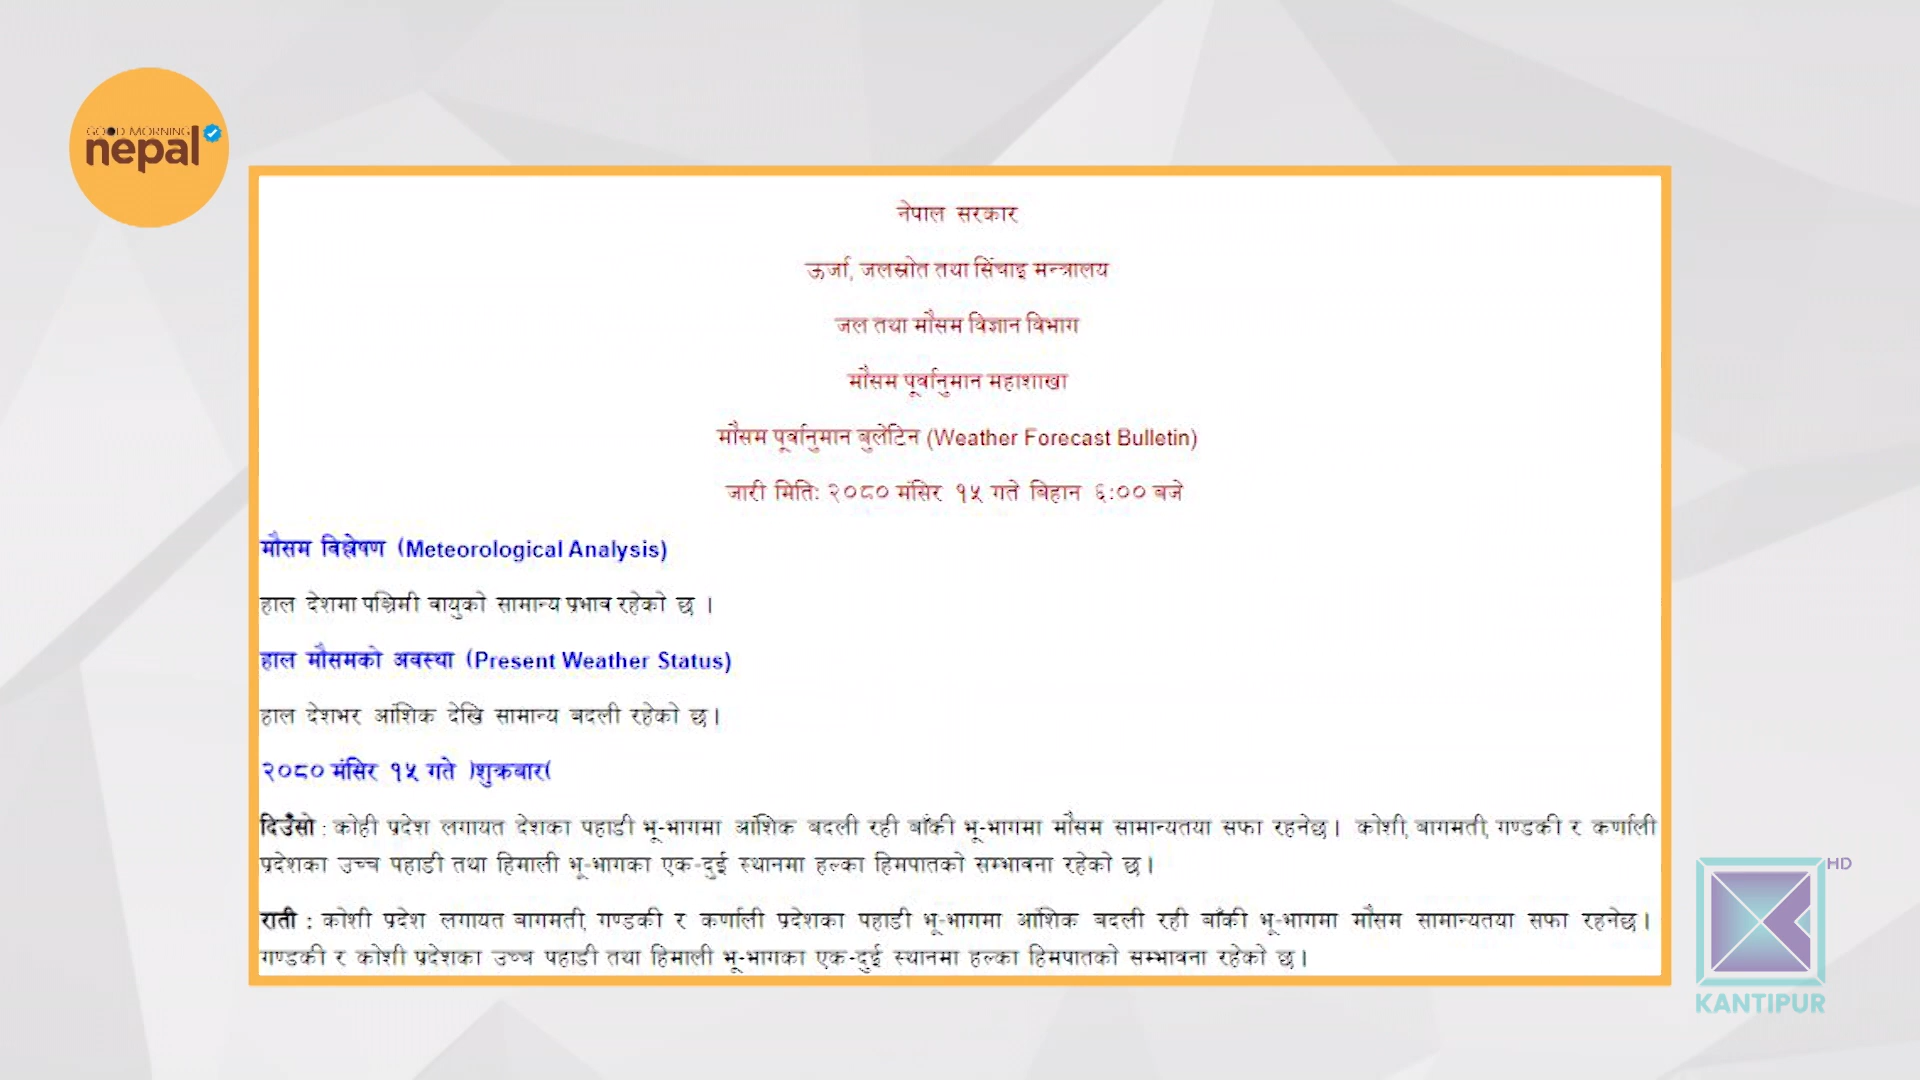 GOOD MORNING
nepal
नेपाल सरकार
ऊर्जा, जलस्रोत तथा सिंचाइ मन्त्रालय
जल तथा मौसम विज्ञान विभाग
मौसम पूर्वानुमान महाशाखा
मौसम पूर्वानुमान बुलेटिन (Weather Forecast Bulletin)
जारी मिति: २०८० मंसिर १५ गते बिहान ६:०० बजे
मौसम विश्लेषण (Meteorological Analysis)
हाल देशमा पश्चिमी वायुको सामान्य प्रभाव रहेको छ ।
हाल मौसमको अवस्था (Present Weather Status)
हाल देशभर आंशिक देखि सामान्य बदली रहेको छ।
२०८० मंसिर १५ गते )शुक्रबार(
दिउँसो : कोही प्रदेश लगायत देशका पहाडी भू-भागमा आंशिक बदली रही बाँकी भू-भागमा मौसम सामान्यतया सफा रहनेछ। कोशी, बागमती, गण्डकी र कर्णाली
प्रदेशका उच्च पहाडी तथा हिमाली भू-भागका एक-दुई स्थानमा हल्का हिमपातको सम्भावना रहेको छ।
राती : कोशी प्रदेश लगायत बागमती, गण्डकी र कर्णाली प्रदेशका पहाडी भू-भागमा आंशिक बदली रही बाँकी भू-भागमा मौसम सामान्यतया सफा रहनेछ।
गण्डकी र कोशी प्रदेशका उच्च पहाडी तथा हिमाली भू-भागका एक-दुई स्थानमा हल्का हिमपातको सम्भावना रहेको छ।
HD
KANTIPUR